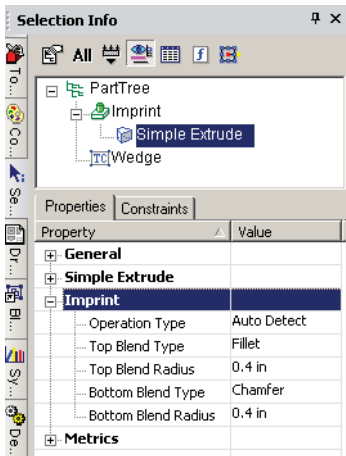 Selection Info
All
PartTree
Imprint
Simple Extrude
TC Wedge
Properties Constraints
Property Value
General
Simple Extrude
Imprint
Operation Type Auto Detect
Top Blend Type Fillet
Top Blend Radius 0.4 in
Bottom Blend Type Chamfer
Bottom Blend Radius 0.4 in
Metrics
To...
Co...
Se...
Dr...
Bl...
Sy...
De...